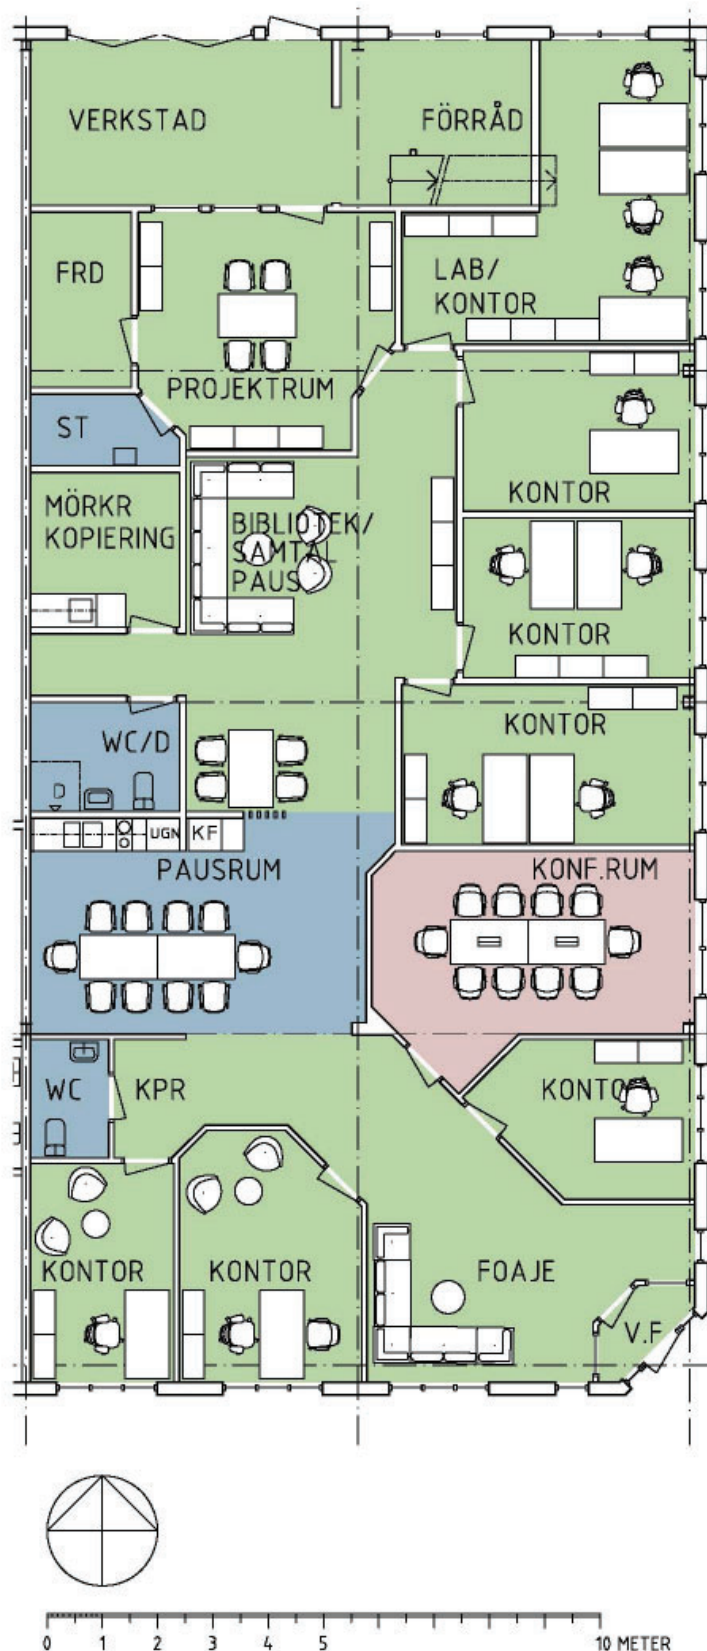 VERKSTAD
FÖRRÅD
FRD
LAB/
KONTOR
PROJEKTRUM
ST
KONTOR
MÖRKR
KOPIERING
BIBLIOTEK/
SAMTAL
PAUS
KONTOR
WC/D
KONTOR
UGN
KF
PAUSRUM
KONF.RUM
WC
KPR
KONTO
KONTOR
KONTOR
FOAJE
V.F
0 1 2 3 4 5 10 METER